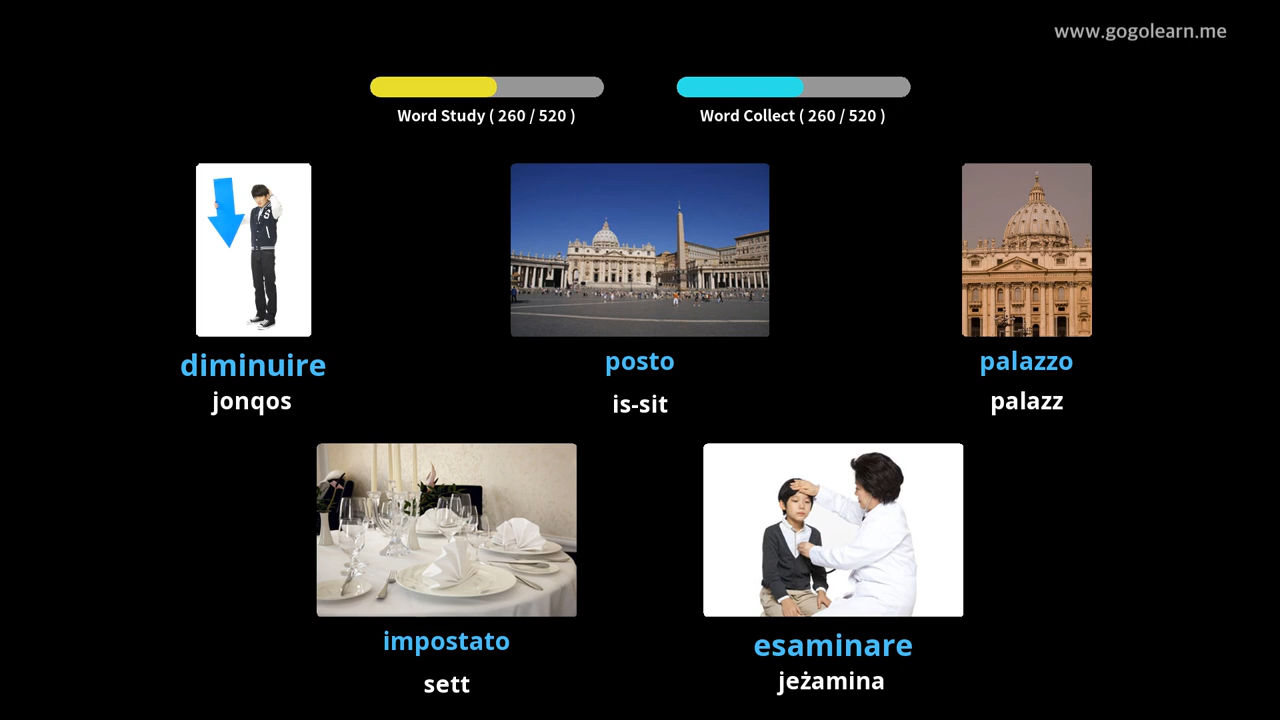 www.gogolearn.me
Word Study ( 260 / 520 )
Word Collect ( 260 / 520 )
diminuire
jonqos
posto
is-sit
palazzo
palazz
impostato
sett
esaminare
jeżamina